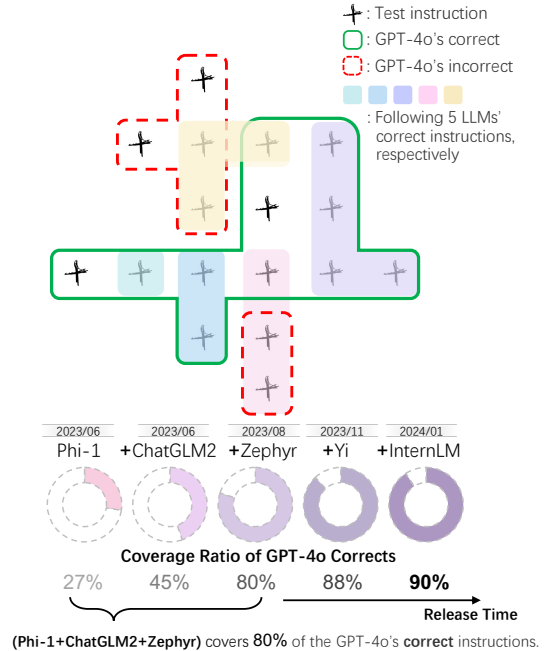 : Test instruction
: GPT-4o's correct
: GPT-4o's incorrect
: Following 5 LLMs'
correct instructions,
respectively
2023/06 2023/06 2023/08 2023/11 2024/01
Phi-1 +ChatGLM2 +Zephyr +Yi +InternLM
Coverage Ratio of GPT-4o Corrects
27% 45% 80% 88% 90%
Release Time
(Phi-1+ChatGLM2+Zephyr) covers 80% of the GPT-4o's correct instructions.